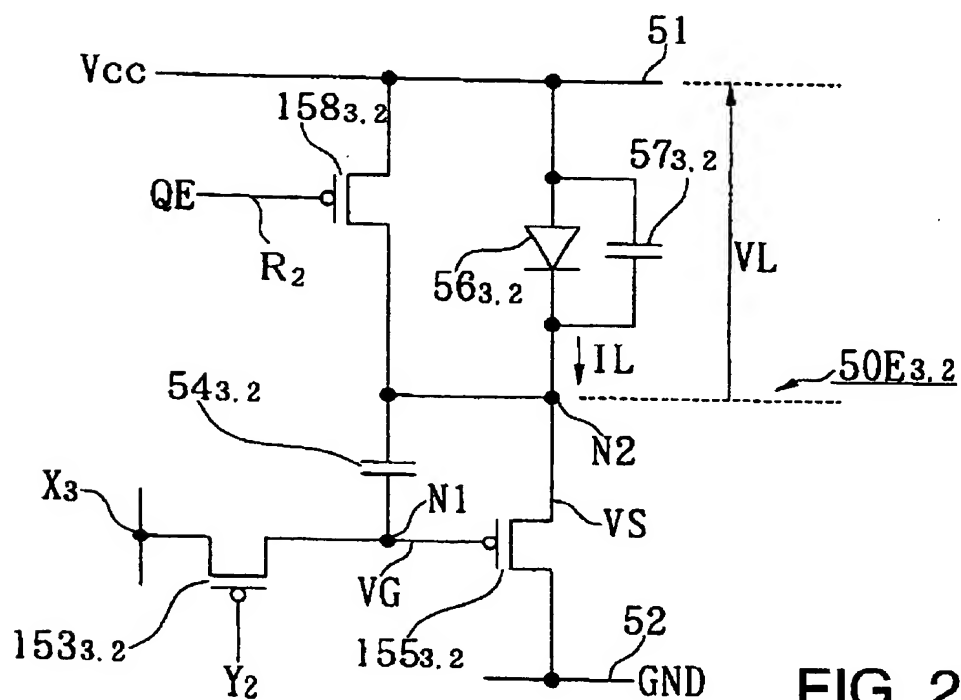 51
Vcc
158₃.₂
57₃.₂
QE
R₂
VL
56₃.₂
IL
50E₃.₂
54₃.₂
N2
X₃
N1
VS
VG
153₃.₂
155₃.₂
52
Y₂
GND
FIG. 2